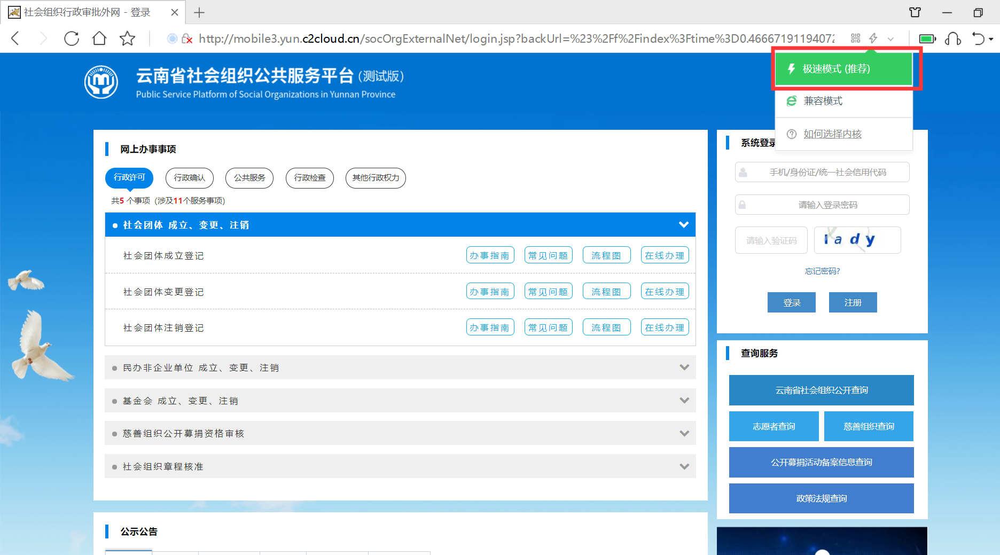 社会组织行政审批外网 - 登录
http://mobile3.yun.c2cloud.cn/socOrgExternalNet/login.jsp?backUrl=%23%2Ff%2Findex%3Ftime%3D0.46667191194072
极速模式 (推荐)
兼容模式
如何选择内核
云南省社会组织公共服务平台 (测试版)
Public Service Platform of Social Organizations in Yunnan Province
网上办事事项
行政许可 行政确认 公共服务 行政检查 其他行政权力
共5 个事项 (涉及11个服务事项)
社会团体 成立、变更、注销
社会团体成立登记 办事指南 常见问题 流程图 在线办理
社会团体变更登记 办事指南 常见问题 流程图 在线办理
社会团体注销登记 办事指南 常见问题 流程图 在线办理
民办非企业单位 成立、变更、注销
基金会 成立、变更、注销
慈善组织公开募捐资格审核
社会组织章程核准
公示公告
系统登录
手机/身份证/统一社会信用代码
请输入登录密码
请输入验证码 lady
忘记密码?
登录 注册
查询服务
云南省社会组织公开查询
志愿者查询 慈善组织查询
公开募捐活动备案信息查询
政策法规查询